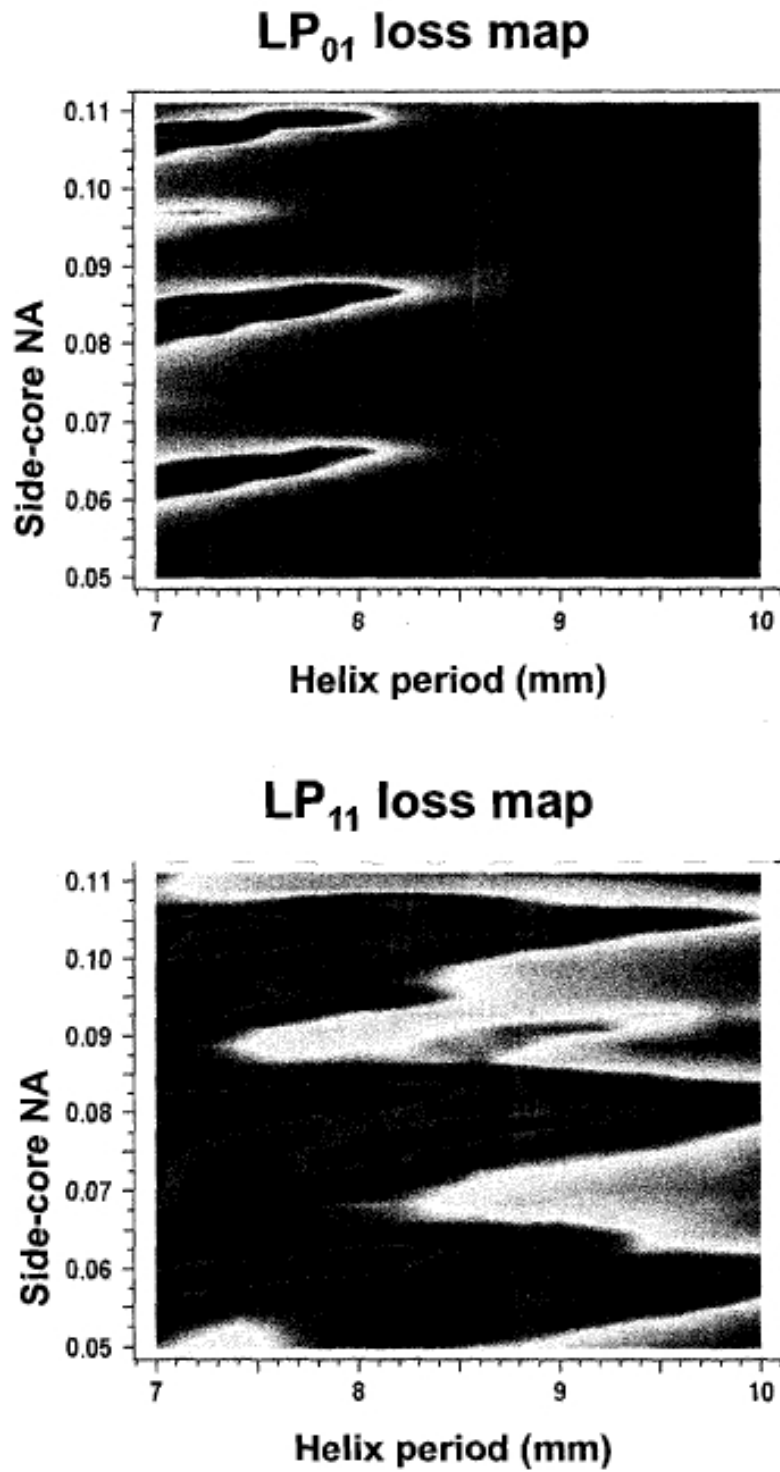 LP01 loss map
0.11
0.10
0.09
0.08
0.07
0.06
0.05
Side-core NA
7 8 9 10
Helix period (mm)
LP11 loss map
0.11
0.10
0.09
0.08
0.07
0.06
0.05
Side-core NA
7 8 9 10
Helix period (mm)